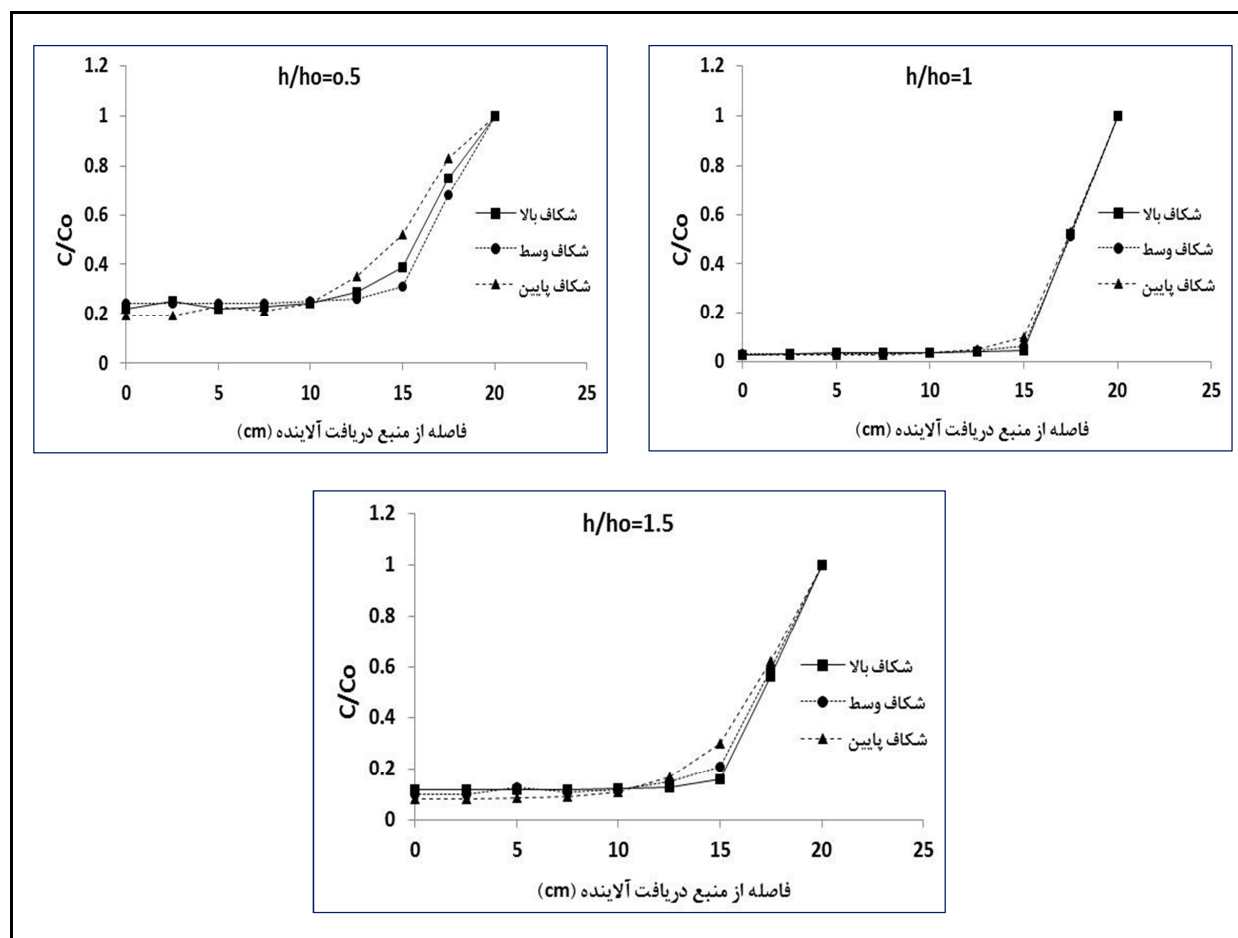 h/ho=o.5
1.2
1
0.8
0.6
0.4
0.2
0
C/Co
شکاف بالا
شکاف وسط
شکاف پایین
0 5 10 15 20 25
فاصله از منبع دریافت آلاینده (cm)
h/ho=1
1.2
1
0.8
0.6
0.4
0.2
0
C/Co
شکاف بالا
شکاف وسط
شکاف پایین
0 5 10 15 20 25
فاصله از منبع دریافت آلاینده (cm)
h/ho=1.5
1.2
1
0.8
0.6
0.4
0.2
0
C/Co
شکاف بالا
شکاف وسط
شکاف پایین
0 5 10 15 20 25
فاصله از منبع دریافت آلاینده (cm)